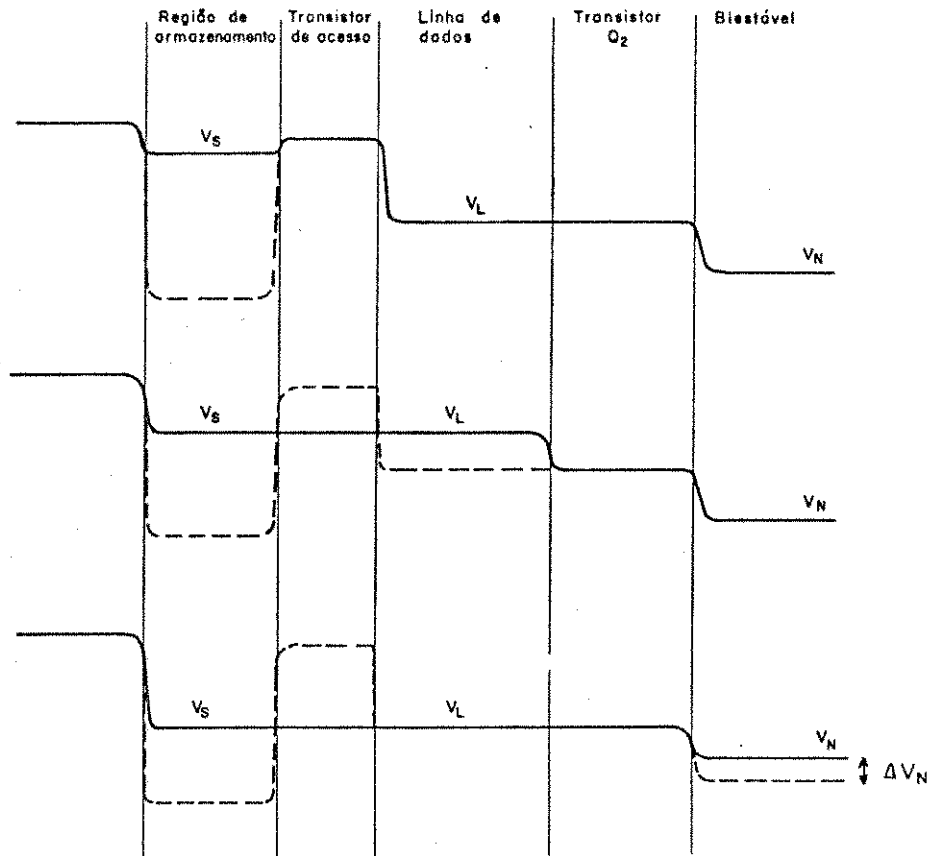 Região de armazenamento
Transistor de acesso
Linha de dados
Transistor Q2
Biestável
VS
VL
VN
VS
VL
VN
VS
VL
VN
ΔVN